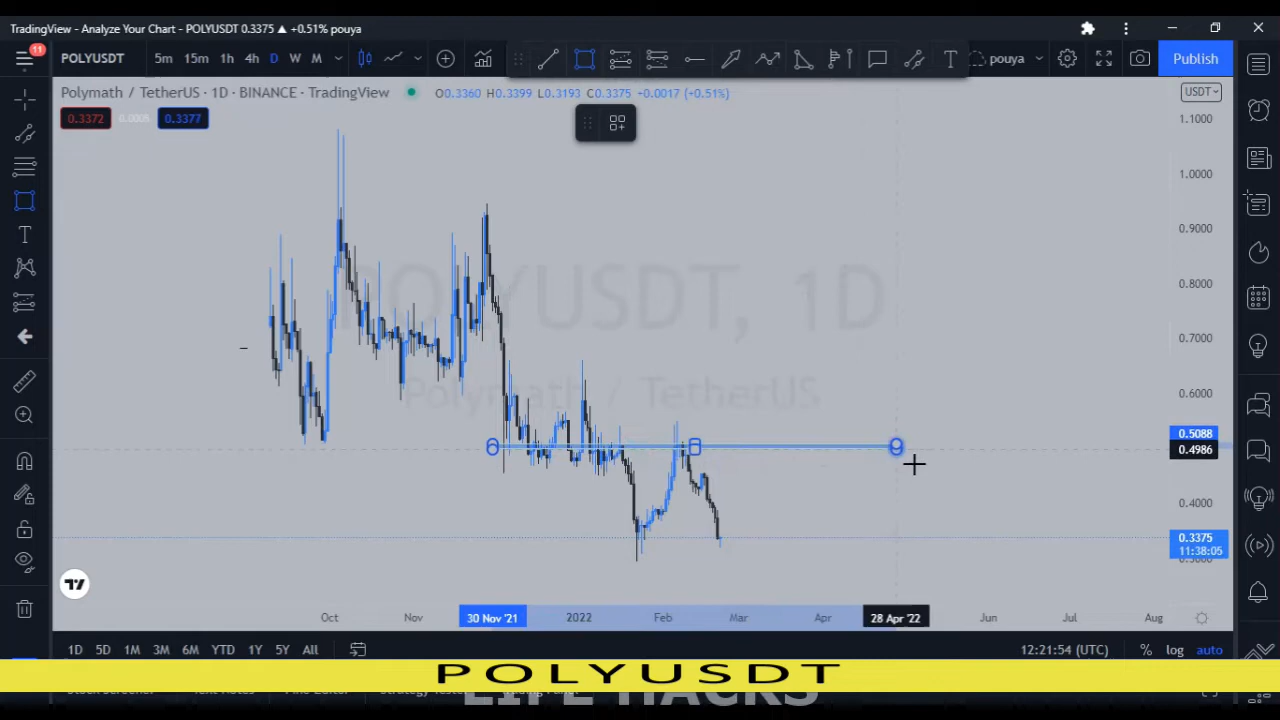 TradingView - Analyze Your Chart - POLYUSDT 0.3375 ▲ +0.51% pouya
11
POLYUSDT 5m 15m 1h 4h D W M pouya Publish
Polymath / TetherUS · 1D · BINANCE · TradingView O0.3360 H0.3399 L0.3193 C0.3375 +0.0017 (+0.51%)
USDT
0.3372 0.0005 0.3377
1.1000
1.0000
0.9000
0.8000
0.7000
0.6000
0.5088
0.4986
0.4000
0.3375
11:38:05
POLYUSDT, 1D
Polymath / TetherUS
Oct Nov 30 Nov '21 2022 Feb Mar Apr 28 Apr '22 Jun Jul Aug
1D 5D 1M 3M 6M YTD 1Y 5Y All 12:21:54 (UTC) % log auto
POLYUSDT
LIFE HACKS